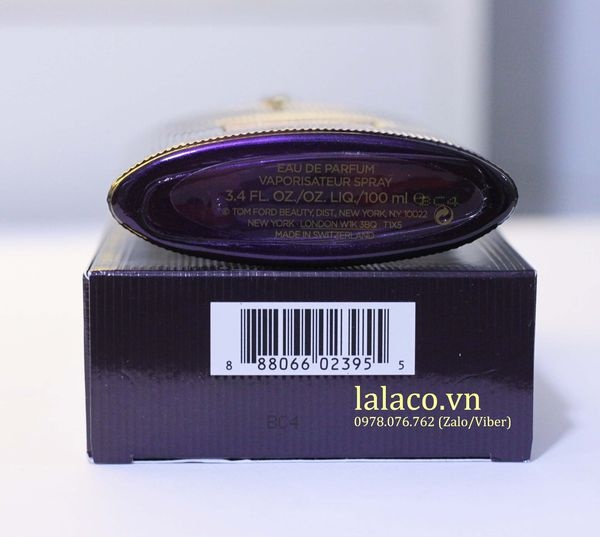 EAU DE PARFUM
VAPORISATEUR SPRAY
3.4 FL. OZ./OZ. LIQ./100 ml ℮ BC4
© TOM FORD BEAUTY, DIST., NEW YORK, NY 10022
NEW YORK · LONDON W1K 3BQ T1X5
MADE IN SWITZERLAND
8 88066 02395 5
lalaco.vn
BC4
0978.076.762 (Zalo/Viber)